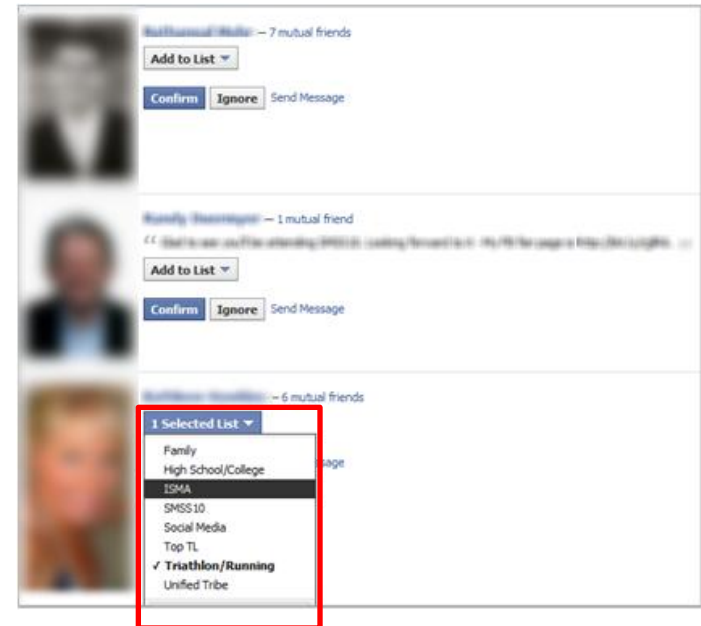 – 7 mutual friends
Add to List
Confirm Ignore Send Message
– 1 mutual friend
Add to List
Confirm Ignore Send Message
– 6 mutual friends
1 Selected List
Family
High School/College
ISMA
SMSS10
Social Media
Top TL
✓ Triathlon/Running
Unified Tribe